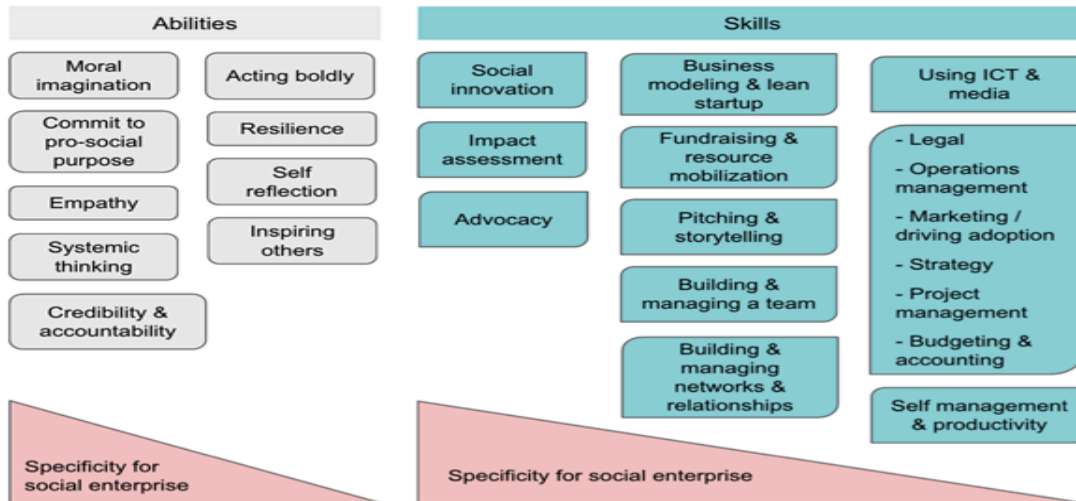 Abilities
Moral
imagination
Commit to
pro-social
purpose
Empathy
Systemic
thinking
Credibility &
accountability
Acting boldly
Resilience
Self
reflection
Inspiring
others
Specificity for
social enterprise
Skills
Social
innovation
Impact
assessment
Advocacy
Business
modeling & lean
startup
Fundraising &
resource
mobilization
Pitching &
storytelling
Building &
managing a team
Building &
managing
networks &
relationships
Using ICT &
media
- Legal
- Operations
management
- Marketing /
driving adoption
- Strategy
- Project
management
- Budgeting &
accounting
Self management
& productivity
Specificity for social enterprise